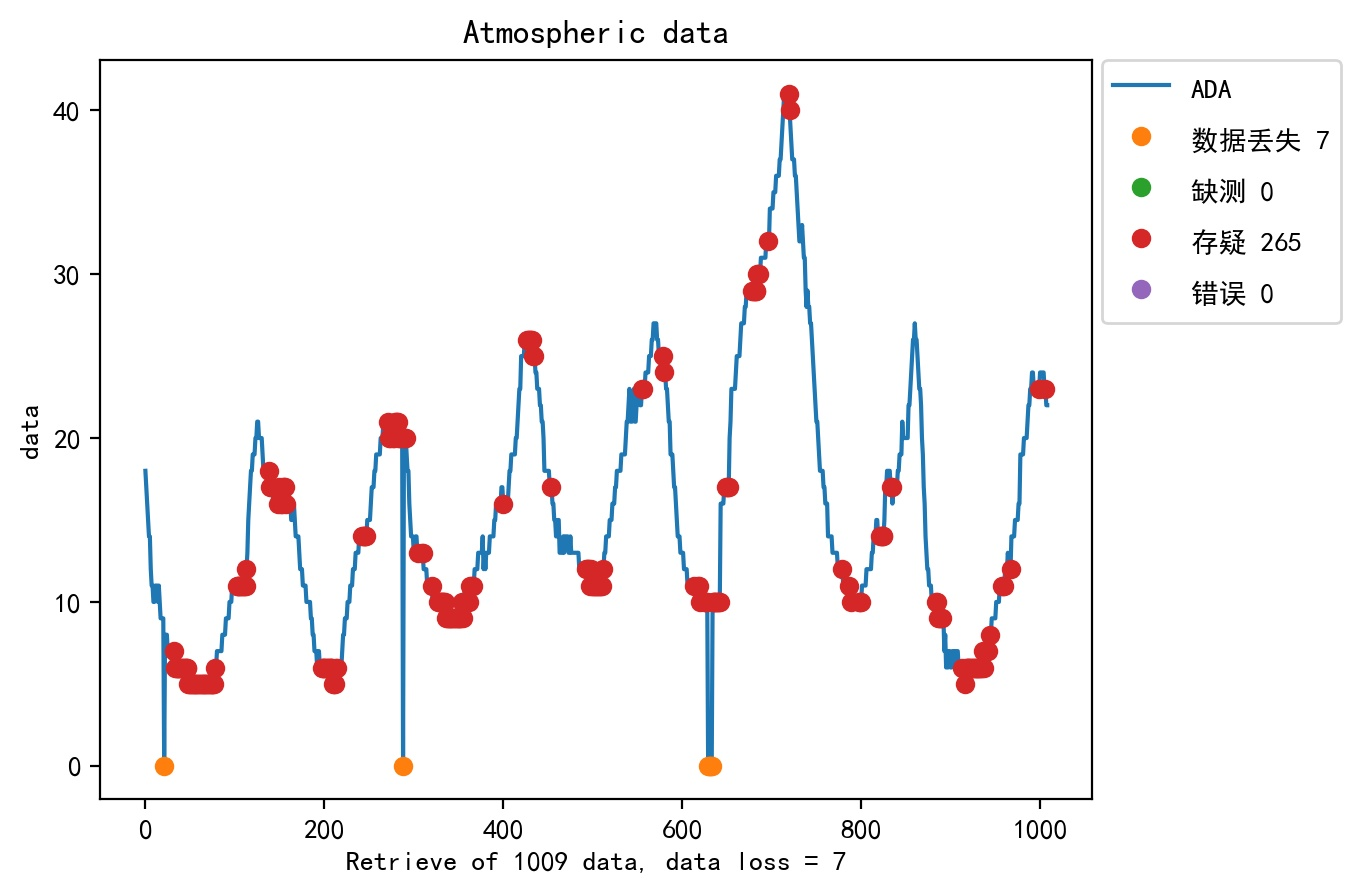 Atmospheric data
ADA
数据丢失 7
缺测 0
存疑 265
错误 0
data
40
30
20
10
0
0 200 400 600 800 1000
Retrieve of 1009 data, data loss = 7